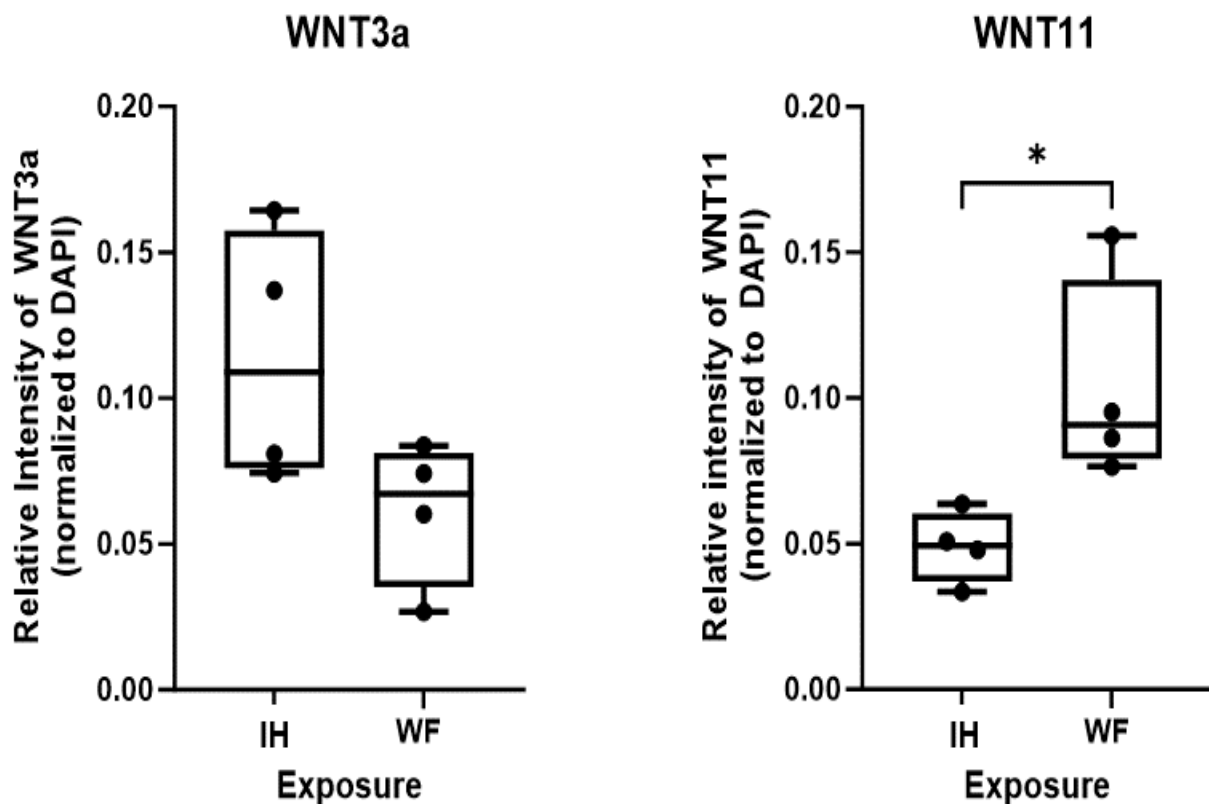 WNT3a
Relative Intensity of WNT3a
(normalized to DAPI)
0.20
0.15
0.10
0.05
0.00
IH
WF
Exposure
WNT11
Relative intensity of WNT11
(normalized to DAPI)
0.20
0.15
0.10
0.05
0.00
*
IH
WF
Exposure